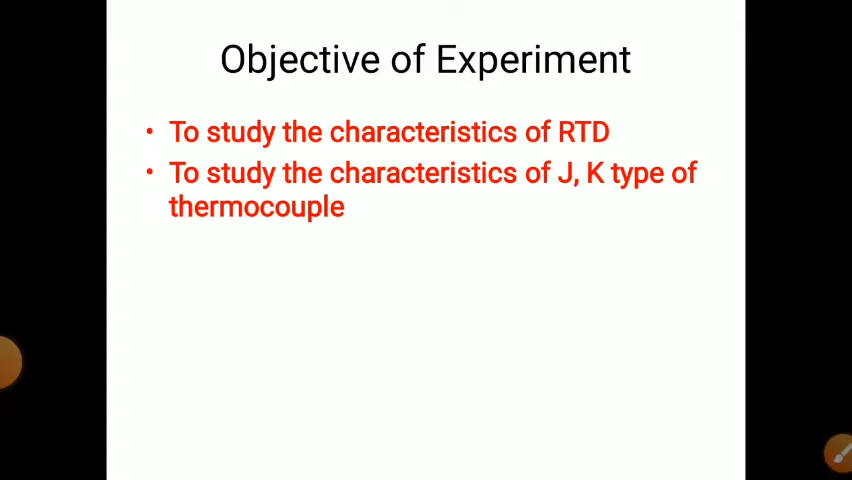 Objective of Experiment
• To study the characteristics of RTD
• To study the characteristics of J, K type of
thermocouple